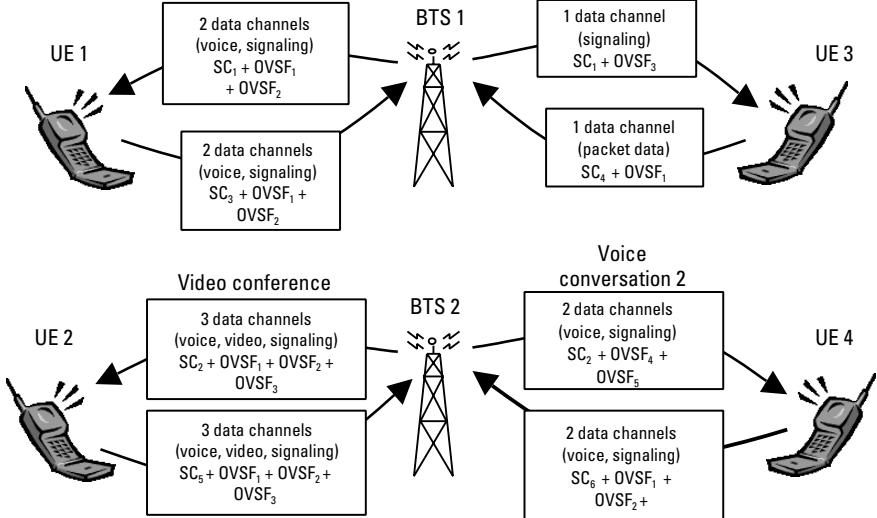 UE 1
2 data channels
(voice, signaling)
SC₁ + OVSF₁
+ OVSF₂
BTS 1
1 data channel
(signaling)
SC₁ + OVSF₃
UE 3
2 data channels
(voice, signaling)
SC₃ + OVSF₁ +
OVSF₂
1 data channel
(packet data)
SC₄ + OVSF₁
Video conference
Voice
conversation 2
UE 2
3 data channels
(voice, video, signaling)
SC₂ + OVSF₁ + OVSF₂ +
OVSF₃
BTS 2
2 data channels
(voice, signaling)
SC₂ + OVSF₄ +
OVSF₅
UE 4
3 data channels
(voice, video, signaling)
SC₅ + OVSF₁ + OVSF₂ +
OVSF₃
2 data channels
(voice, signaling)
SC₆ + OVSF₁ +
OVSF₂ +